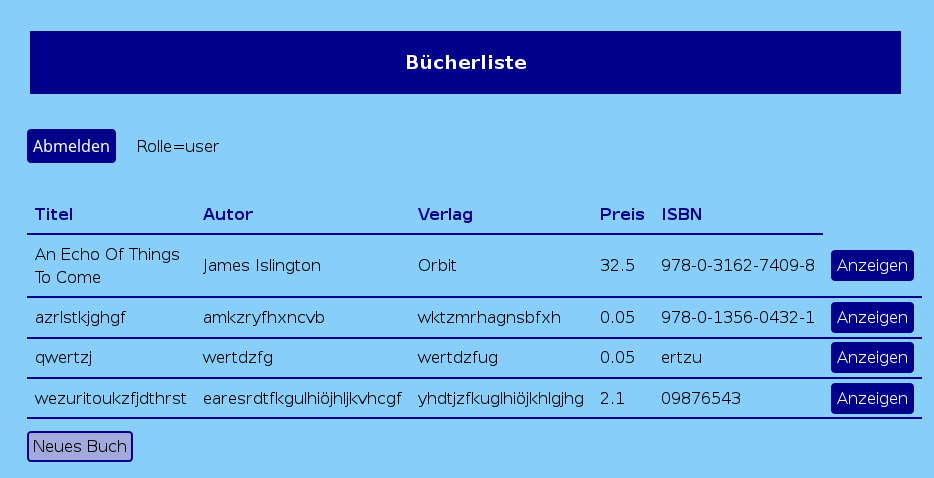 Bücherliste
Abmelden Rolle=user
Titel Autor Verlag Preis ISBN
An Echo Of Things
To Come James Islington Orbit 32.5 978-0-3162-7409-8 Anzeigen
azrlstkjghgf amkzryfhxncvb wktzmrhagnsbfxh 0.05 978-0-1356-0432-1 Anzeigen
qwertzj wertdzfg wertdzfug 0.05 ertzu Anzeigen
wezuritoukzfjdthrst earesrdtfkgulhiöjhljkvhcgf yhdtjzfkuglhiöjkhlgjhg 2.1 09876543 Anzeigen
Neues Buch